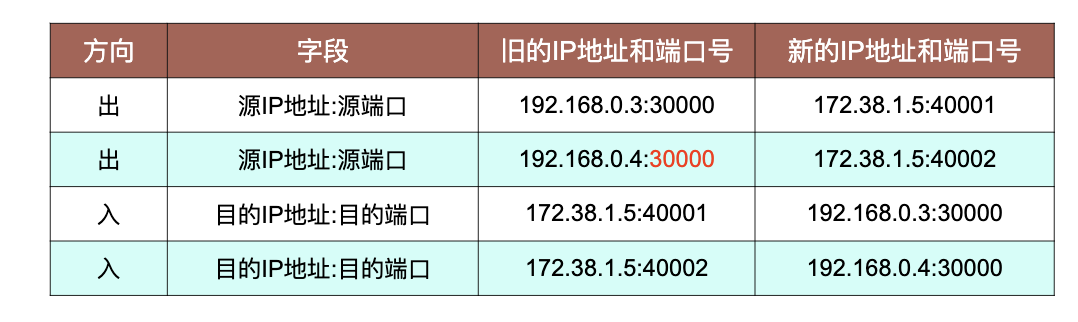 方向 字段 旧的IP地址和端口号 新的IP地址和端口号
出 源IP地址:源端口 192.168.0.3:30000 172.38.1.5:40001
出 源IP地址:源端口 192.168.0.4:30000 172.38.1.5:40002
入 目的IP地址:目的端口 172.38.1.5:40001 192.168.0.3:30000
入 目的IP地址:目的端口 172.38.1.5:40002 192.168.0.4:30000